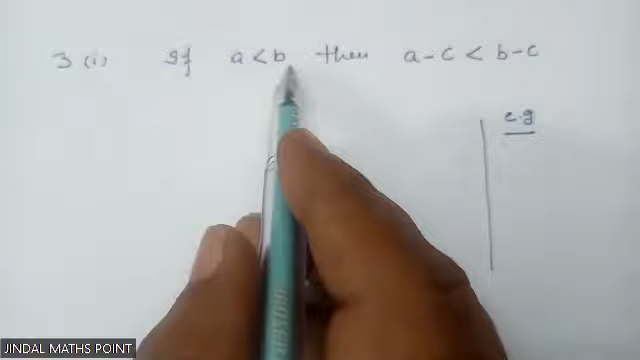 3 (i) If a < b then a - c < b - c
e.g
JINDAL MATHS POINT